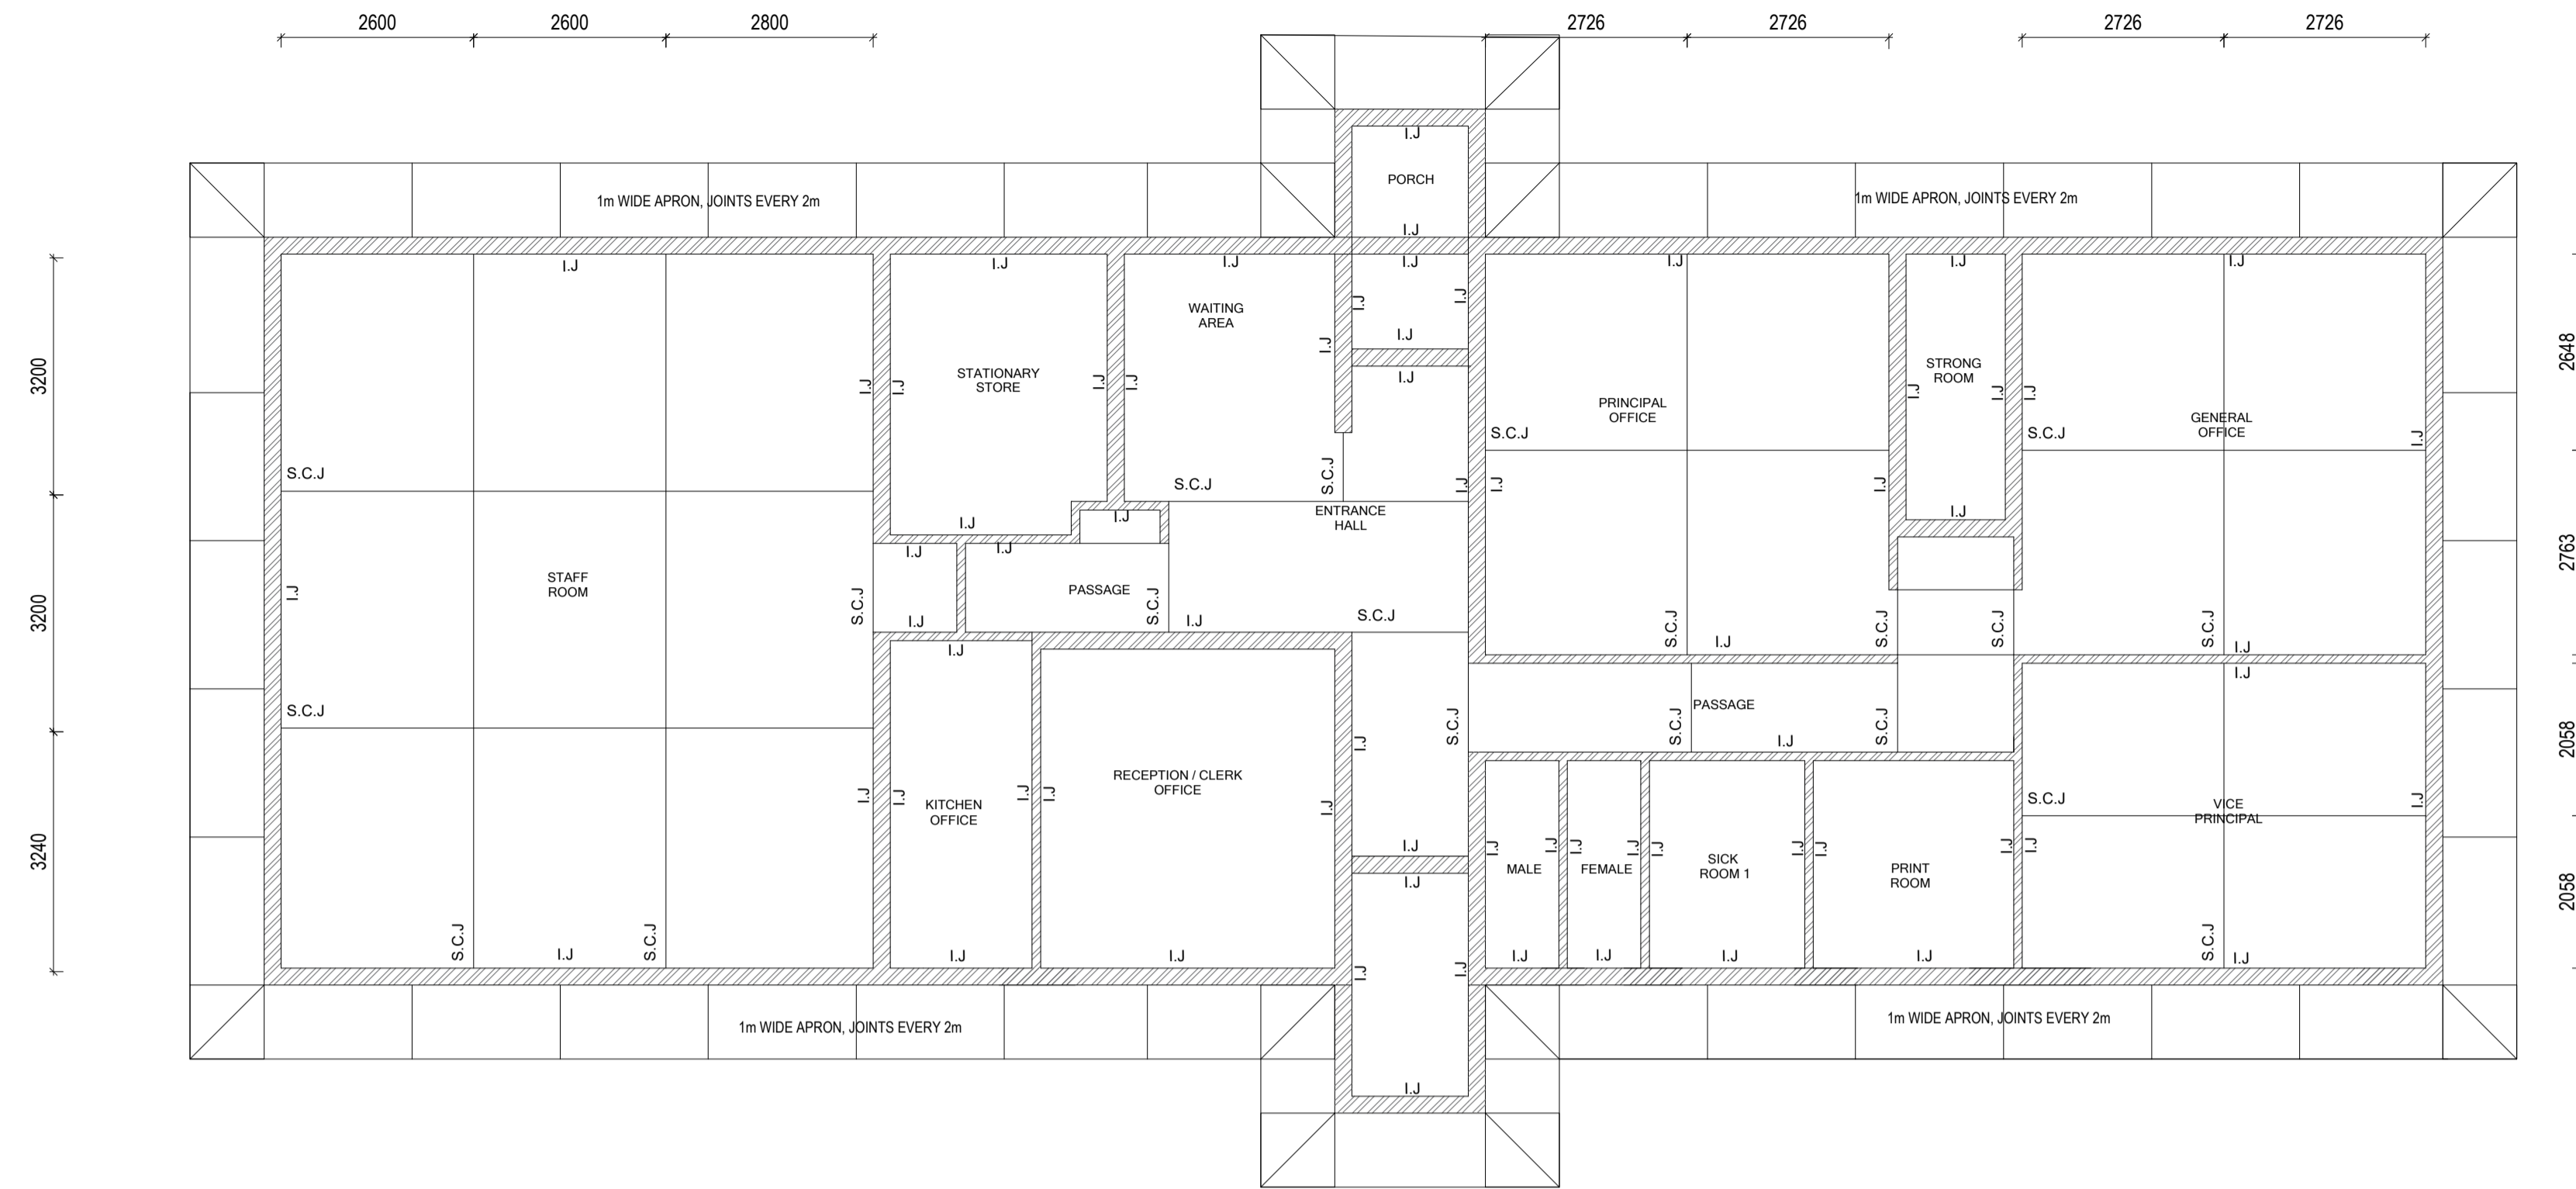 2600 2600 2800 2726 2726 2726 2726
I.J
PORCH
1m WIDE APRON, JOINTS EVERY 2m
1m WIDE APRON, JOINTS EVERY 2m
I.J
I.J I.J I.J I.J I.J I.J I.J
I.J I.J
WAITING
AREA
I.J
I.J
3200
2648
STATIONARY
STORE
STRONG
ROOM
I.J
I.J I.J I.J I.J
I.J I.J I.J
PRINCIPAL
OFFICE
GENERAL
OFFICE
S.C.J S.C.J
I.J
S.C.J
S.C.J
S.C.J
I.J I.J I.J
ENTRANCE
HALL
I.J
I.J
I.J
I.J I.J
2763
STAFF
ROOM
PASSAGE
I.J
3200
S.C.J S.C.J
I.J I.J
S.C.J
S.C.J S.C.J S.C.J S.C.J
I.J I.J
I.J
I.J
PASSAGE
S.C.J
S.C.J S.C.J S.C.J
I.J
I.J
2058
RECEPTION / CLERK
OFFICE
I.J I.J I.J I.J I.J
KITCHEN
OFFICE
S.C.J
I.J
VICE
PRINCIPAL
3240
I.J
I.J I.J I.J I.J I.J I.J I.J I.J I.J
MALE
FEMALE
SICK
ROOM 1
PRINT
ROOM
I.J
2058
S.C.J S.C.J S.C.J
I.J I.J I.J I.J I.J I.J I.J I.J
I.J I.J
1m WIDE APRON, JOINTS EVERY 2m
1m WIDE APRON, JOINTS EVERY 2m
I.J